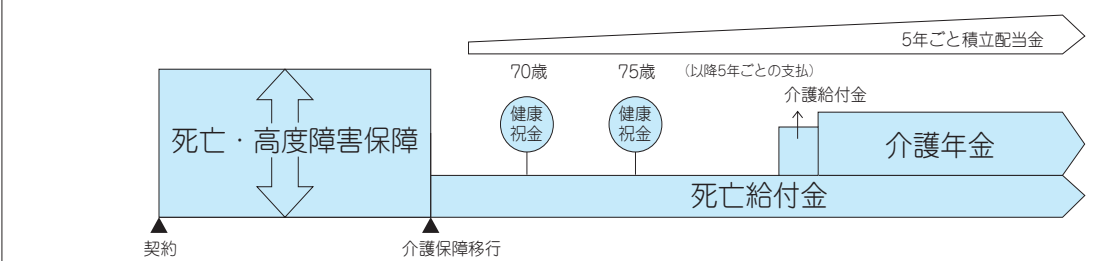 5年ごと積立配当金
70歳
75歳
（以降5年ごとの支払）
介護給付金
健康
祝金
健康
祝金
死亡・高度障害保障
介護年金
死亡給付金
契約
介護保障移行